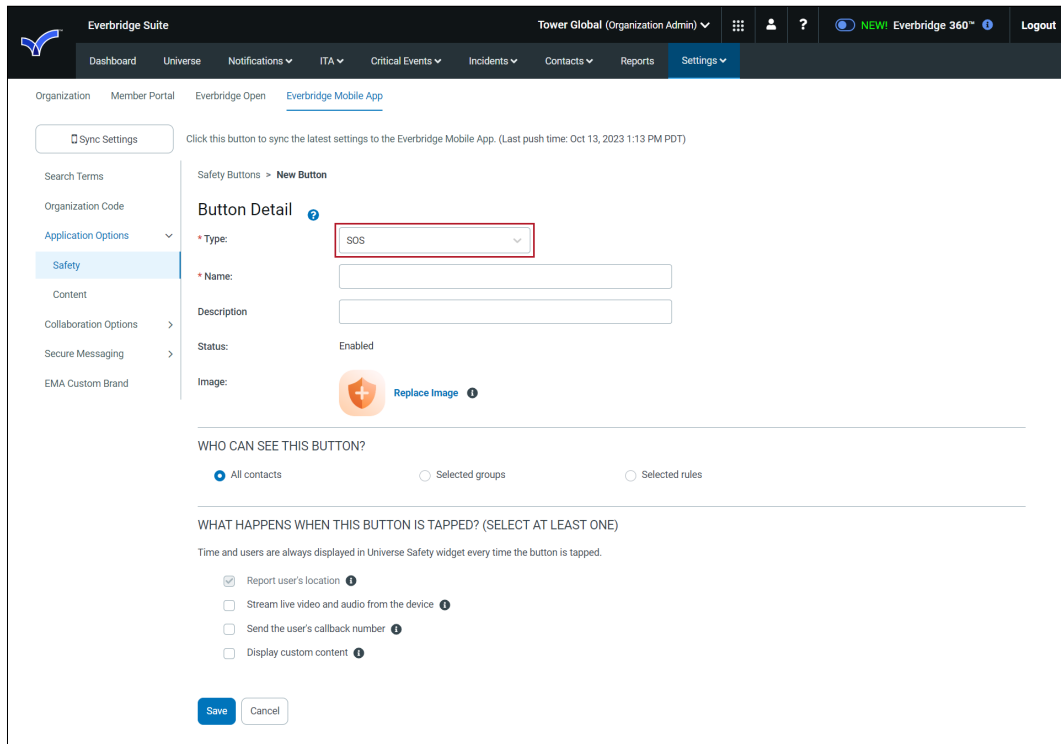 Everbridge Suite
Tower Global (Organization Admin)
?
NEW! Everbridge 360™
Logout
Dashboard Universe Notifications ITA Critical Events Incidents Contacts Reports Settings
Organization Member Portal Everbridge Open Everbridge Mobile App
Sync Settings
Click this button to sync the latest settings to the Everbridge Mobile App. (Last push time: Oct 13, 2023 1:13 PM PDT)
Search Terms
Organization Code
Application Options
Safety
Content
Collaboration Options
Secure Messaging
EMA Custom Brand
Safety Buttons > New Button
Button Detail ?
* Type: SOS
* Name:
Description
Status: Enabled
Image: Replace Image i
WHO CAN SEE THIS BUTTON?
All contacts Selected groups Selected rules
WHAT HAPPENS WHEN THIS BUTTON IS TAPPED? (SELECT AT LEAST ONE)
Time and users are always displayed in Universe Safety widget every time the button is tapped.
Report user's location i
Stream live video and audio from the device i
Send the user's callback number i
Display custom content i
Save Cancel